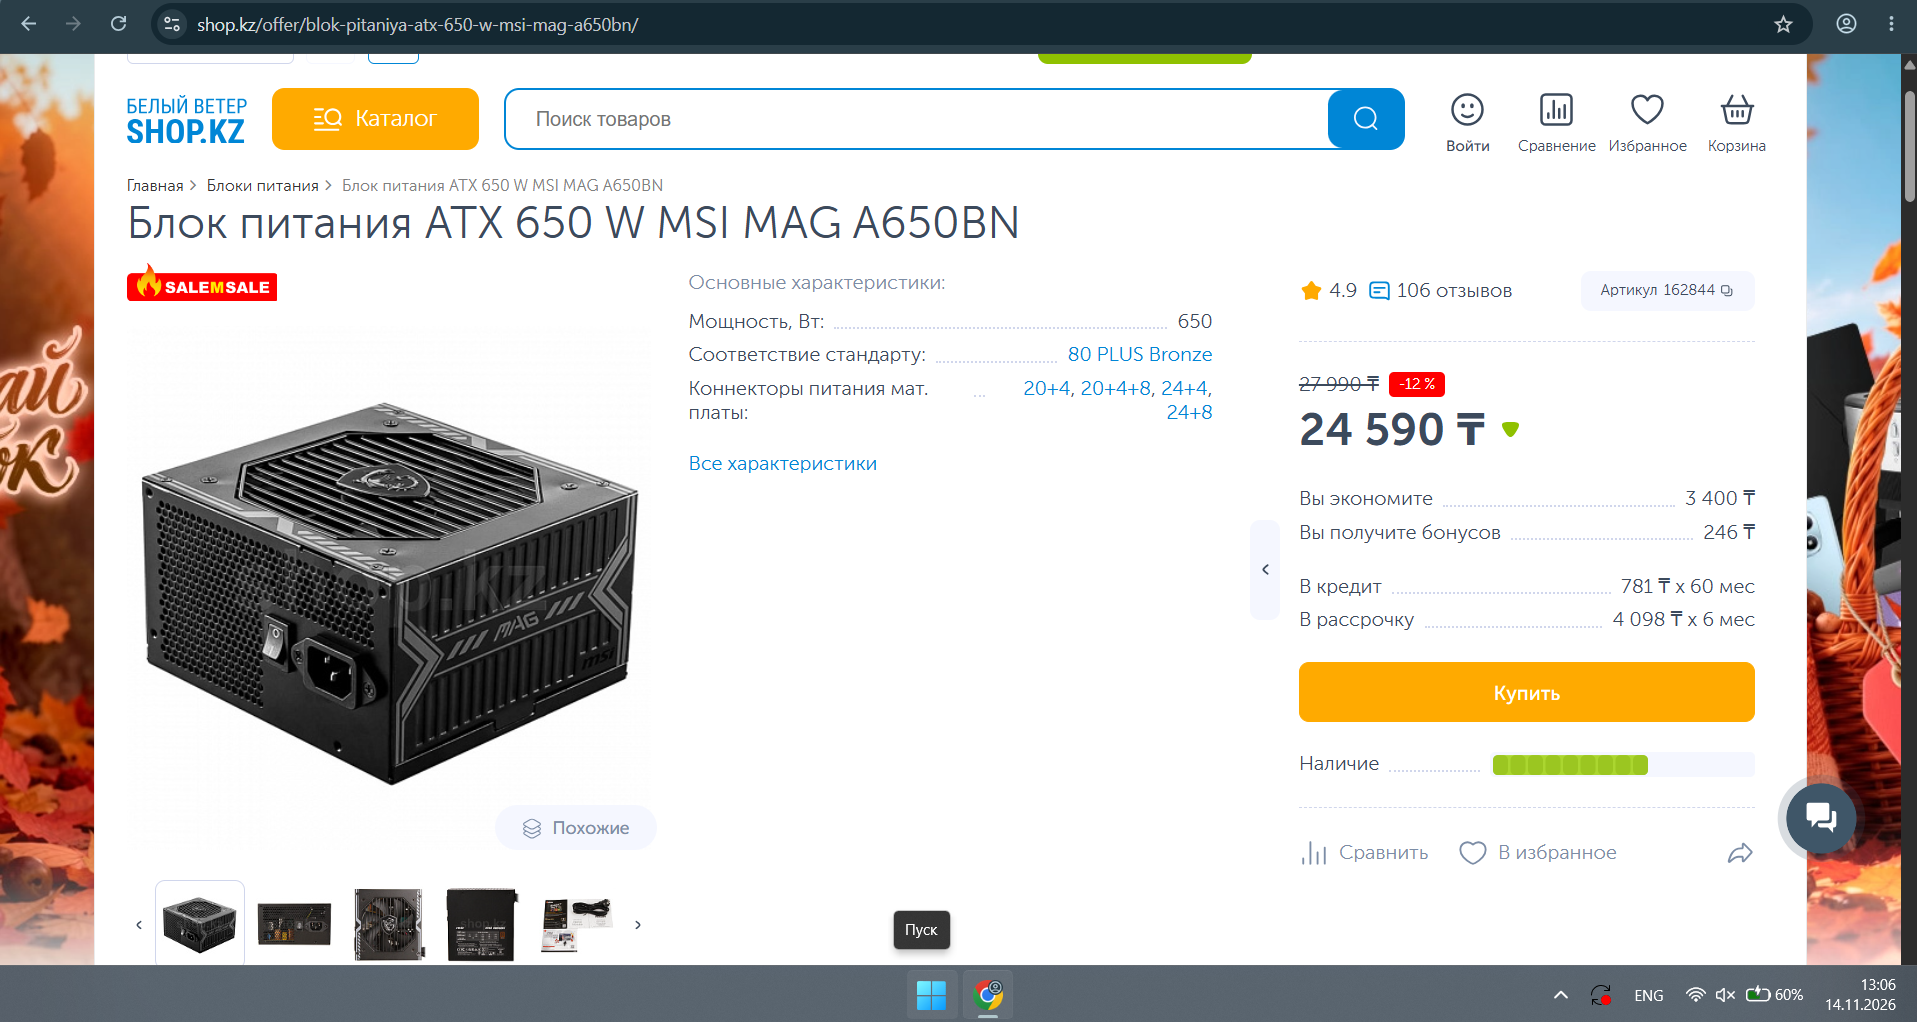 shop.kz/offer/blok-pitaniya-atx-650-w-msi-mag-a650bn/
БЕЛЫЙ ВЕТЕР
SHOP.KZ
Каталог
Поиск товаров
Войти
Сравнение
Избранное
Корзина
Главная > Блоки питания > Блок питания ATX 650 W MSI MAG A650BN
Блок питания ATX 650 W MSI MAG A650BN
SALEMSALE
Основные характеристики:
Мощность, Вт: 650
Соответствие стандарту: 80 PLUS Bronze
Коннекторы питания мат. платы: 20+4, 20+4+8, 24+4, 24+8
Все характеристики
4.9
106 отзывов
Артикул 162844
27 990 ₸
-12 %
24 590 ₸
Вы экономите 3 400 ₸
Вы получите бонусов 246 ₸
В кредит 781 ₸ x 60 мес
В рассрочку 4 098 ₸ x 6 мес
Купить
Наличие
Сравнить
В избранное
MAG
msi
p.kz
Похожие
shop.kz
Пуск
ENG
60%
13:06
14.11.2026